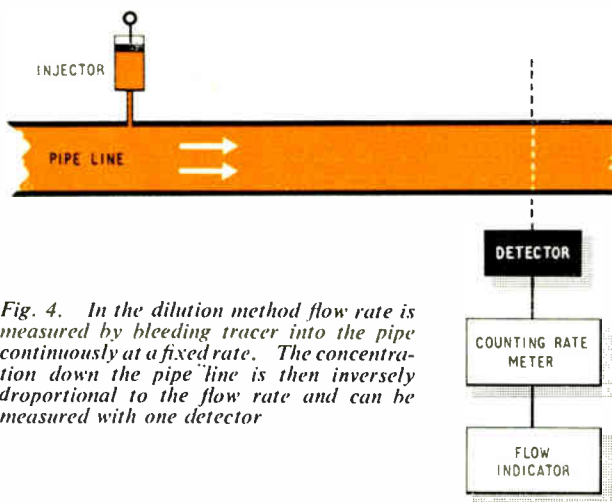 INJECTOR
PIPE LINE
DETECTOR
COUNTING RATE
METER
FLOW
INDICATOR
Fig. 4. In the dilution method flow rate is
measured by bleeding tracer into the pipe
continuously at a fixed rate. The concentra-
tion down the pipe line is then inversely
droportional to the flow rate and can be
measured with one detector